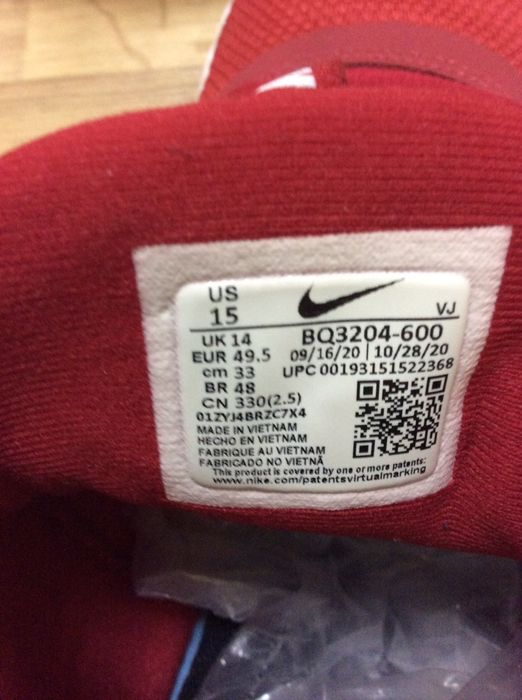 US
15
VJ
UK 14
BQ3204-600
EUR 49.5
09/16/20 | 10/28/20
cm 33
UPC 00193151522368
BR 48
CN 330(2.5)
01ZYJ4BRZC7X4
MADE IN VIETNAM
HECHO EN VIETNAM
FABRIQUE AU VIETNAM
FABRICADO NO VIETNÃ
This product is covered by one or more patents:
www.nike.com/patentsvirtualmarking